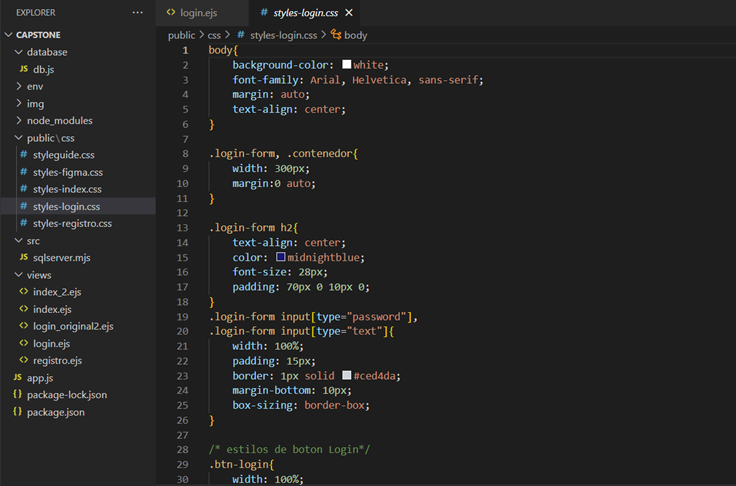 EXPLORER
CAPSTONE
database
JS db.js
env
img
node_modules
public\css
# styleguide.css
# styles-figma.css
# styles-index.css
# styles-login.css
# styles-registro.css
src
JS sqlserver.mjs
views
<> index_2.ejs
<> index.ejs
<> login_original2.ejs
<> login.ejs
<> registro.ejs
JS app.js
{} package-lock.json
{} package.json
<> login.ejs
# styles-login.css ×
public > css > # styles-login.css > body
1 body{
2 background-color: white;
3 font-family: Arial, Helvetica, sans-serif;
4 margin: auto;
5 text-align: center;
6 }
7
8 .login-form, .contenedor{
9 width: 300px;
10 margin:0 auto;
11 }
12
13 .login-form h2{
14 text-align: center;
15 color: midnightblue;
16 font-size: 28px;
17 padding: 70px 0 10px 0;
18 }
19 .login-form input[type="password"],
20 .login-form input[type="text"]{
21 width: 100%;
22 padding: 15px;
23 border: 1px solid #ced4da;
24 margin-bottom: 10px;
25 box-sizing: border-box;
26 }
27
28 /* estilos de boton Login*/
29 .btn-login{
30 width: 100%;